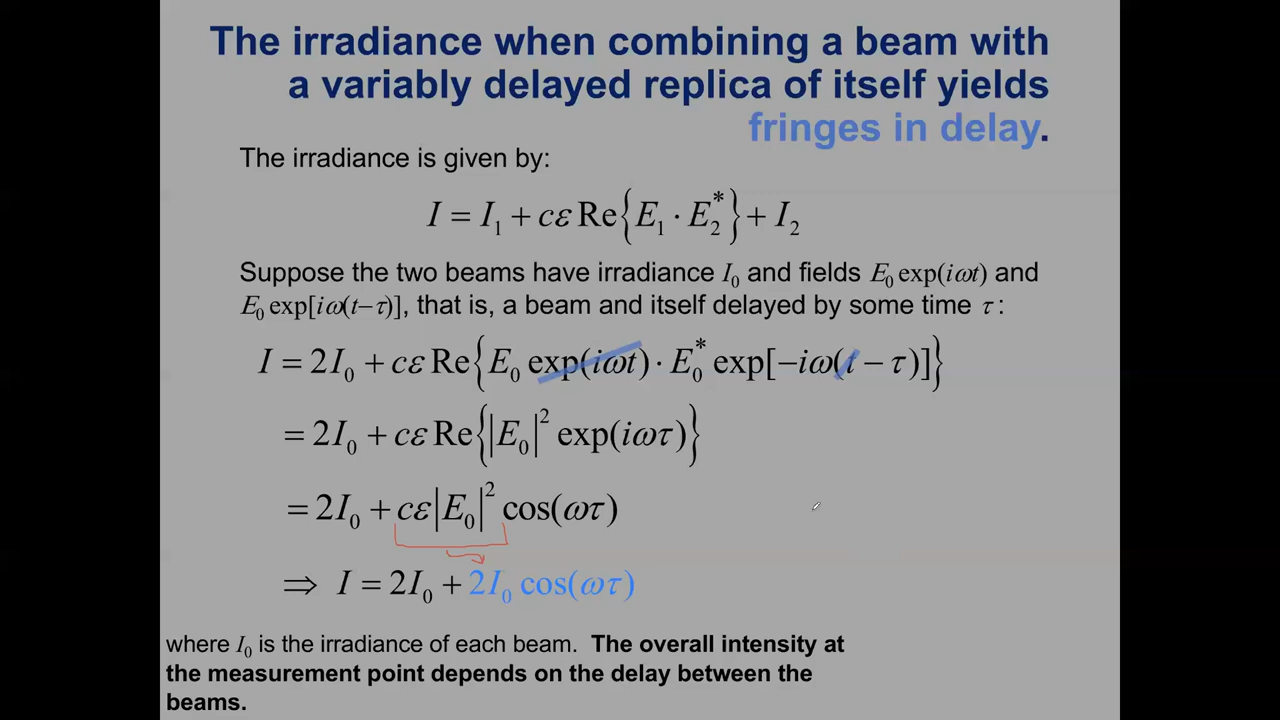 The irradiance when combining a beam with
a variably delayed replica of itself yields
fringes in delay.
The irradiance is given by:
I = I₁ + cε Re{E₁ · E₂*} + I₂
Suppose the two beams have irradiance I₀ and fields E₀ exp(iωt) and
E₀ exp[iω(t−τ)], that is, a beam and itself delayed by some time τ :
I = 2I₀ + cε Re{E₀ exp(iωt) · E₀* exp[−iω(t − τ)]}
= 2I₀ + cε Re{|E₀|² exp(iωτ)}
= 2I₀ + cε|E₀|² cos(ωτ)
⇒ I = 2I₀ + 2I₀ cos(ωτ)
where I₀ is the irradiance of each beam. The overall intensity at
the measurement point depends on the delay between the
beams.